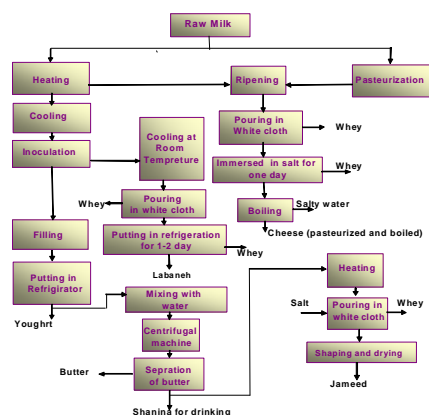 Raw Milk
Heating
Ripening
Pasteurization
Cooling
Pouring in
White cloth
Whey
Inoculation
Cooling at
Room
Tempreture
Immersed in salt for
one day
Whey
Whey
Pouring
in white cloth
Boiling
Salty water
Cheese (pasteurized and boiled)
Filling
Putting in refrigeration
for 1-2 day
Whey
Labaneh
Putting in
Refrigirator
Youghrt
Mixing with
water
Centrifugal
machine
Sepration
of butter
Butter
Shanina for drinking
Heating
Salt
Pouring in
white cloth
Whey
Shaping and drying
Jameed